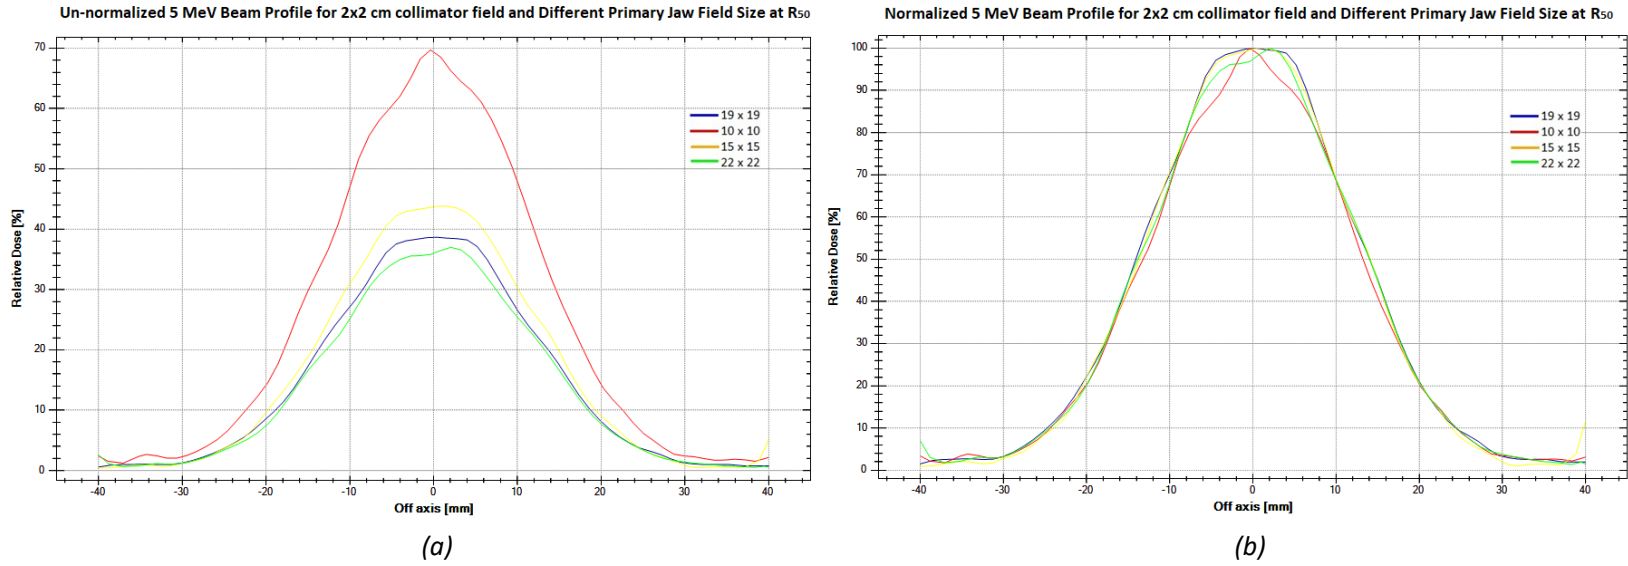 Un-normalized 5 MeV Beam Profile for 2x2 cm collimator field and Different Primary Jaw Field Size at R50
70
60
50
40
30
20
10
0
Relative Dose [%]
19 x 19
10 x 10
15 x 15
22 x 22
-40 -30 -20 -10 0 10 20 30 40
Off axis [mm]
(a)
Normalized 5 MeV Beam Profile for 2x2 cm collimator field and Different Primary Jaw Field Size at R50
100
90
80
70
60
50
40
30
20
10
0
Relative Dose [%]
19 x 19
10 x 10
15 x 15
22 x 22
-40 -30 -20 -10 0 10 20 30 40
Off axis [mm]
(b)